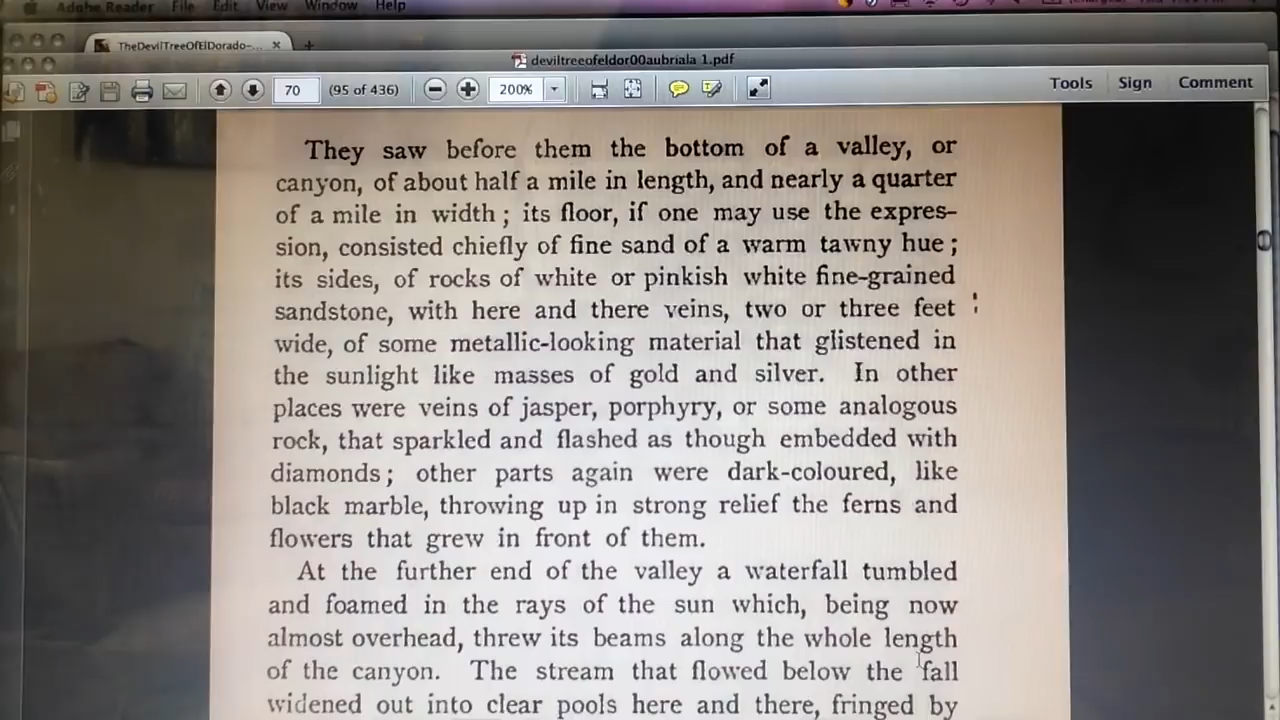 Adobe Reader File Edit View Window Help
TheDevilTreeOfElDorado-...
deviltreeofeldor00aubriala 1.pdf
70 (95 of 436) 200% Tools Sign Comment
They saw before them the bottom of a valley, or
canyon, of about half a mile in length, and nearly a quarter
of a mile in width ; its floor, if one may use the expres-
sion, consisted chiefly of fine sand of a warm tawny hue ;
its sides, of rocks of white or pinkish white fine-grained
sandstone, with here and there veins, two or three feet
wide, of some metallic-looking material that glistened in
the sunlight like masses of gold and silver. In other
places were veins of jasper, porphyry, or some analogous
rock, that sparkled and flashed as though embedded with
diamonds ; other parts again were dark-coloured, like
black marble, throwing up in strong relief the ferns and
flowers that grew in front of them.
At the further end of the valley a waterfall tumbled
and foamed in the rays of the sun which, being now
almost overhead, threw its beams along the whole length
of the canyon. The stream that flowed below the fall
widened out into clear pools here and there, fringed by